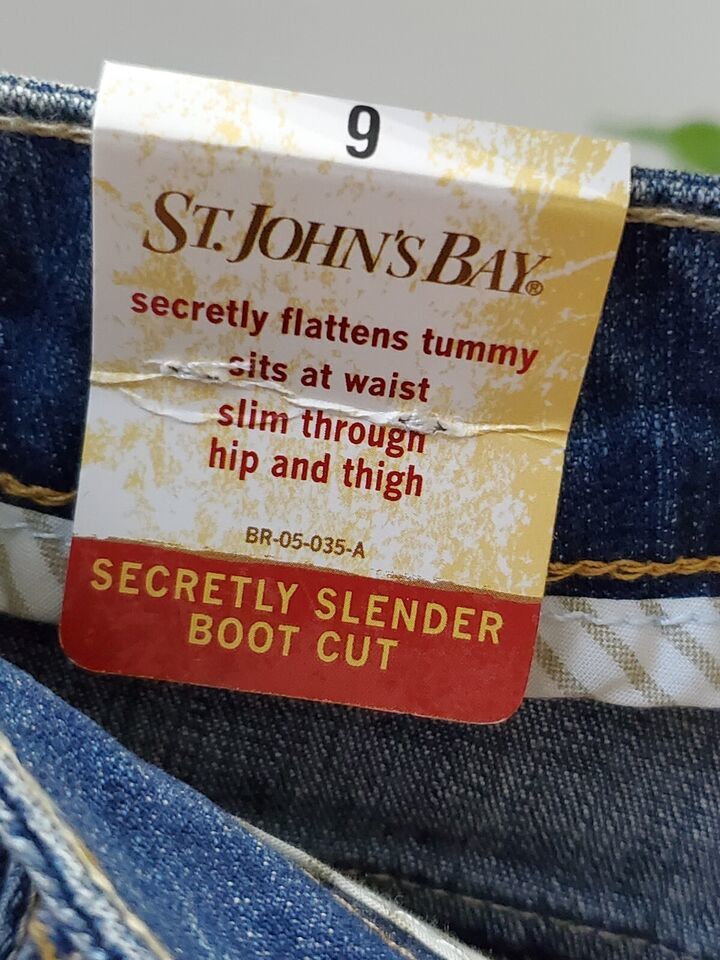 9
ST. JOHN'S BAY®
secretly flattens tummy
sits at waist
slim through
hip and thigh
BR-05-035-A
SECRETLY SLENDER
BOOT CUT